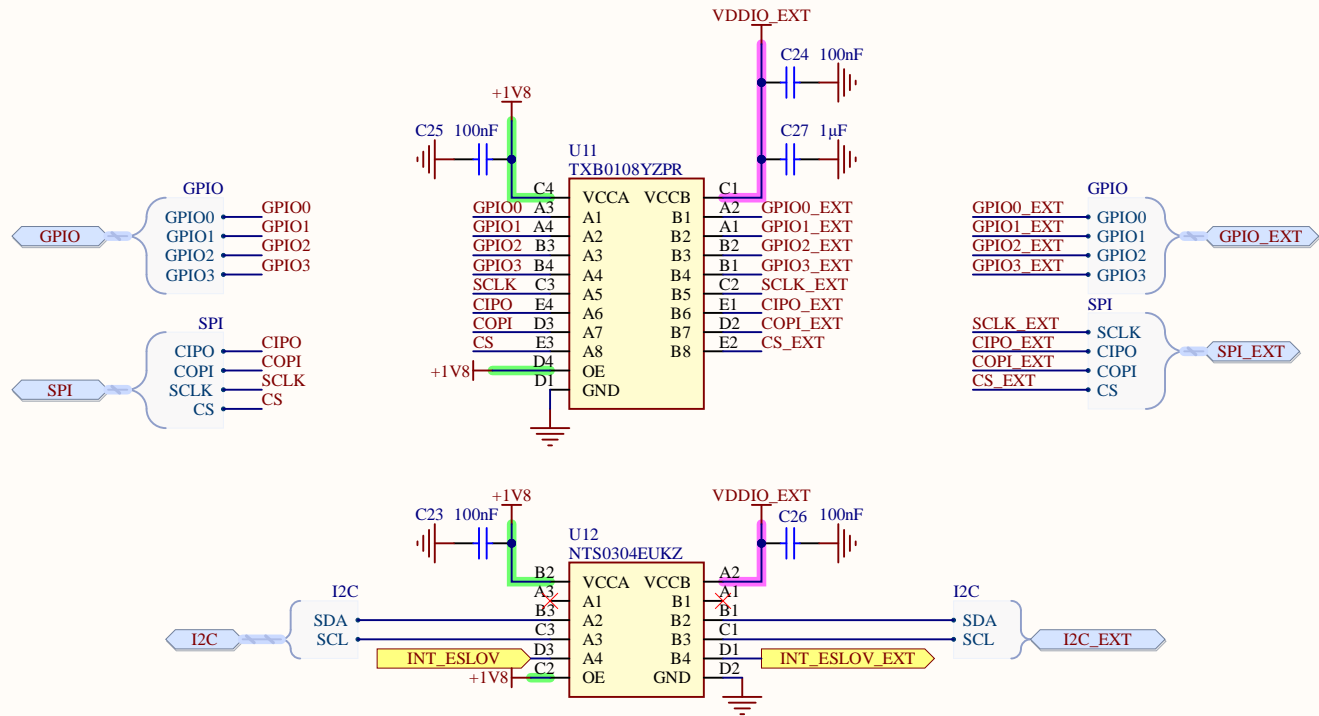 VDDIO_EXT
C24 100nF
+1V8
C25 100nF
C27 1µF
U11
TXB0108YZPR
C4 VCCA VCCB C1
GPIO0 A3 A1 B1 A2 GPIO0_EXT
GPIO1 A4 A2 B2 A1 GPIO1_EXT
GPIO2 B3 A3 B3 B2 GPIO2_EXT
GPIO3 B4 A4 B4 B1 GPIO3_EXT
SCLK C3 A5 B5 C2 SCLK_EXT
CIPO E4 A6 B6 E1 CIPO_EXT
COPI D3 A7 B7 D2 COPI_EXT
CS E3 A8 B8 E2 CS_EXT
+1V8 D4 OE
D1 GND
GPIO
GPIO
GPIO0 GPIO0
GPIO1 GPIO1
GPIO2 GPIO2
GPIO3 GPIO3
SPI
SPI
CIPO CIPO
COPI COPI
SCLK SCLK
CS CS
GPIO
GPIO0_EXT GPIO0
GPIO1_EXT GPIO1
GPIO2_EXT GPIO2
GPIO3_EXT GPIO3
GPIO_EXT
SPI
SCLK_EXT SCLK
CIPO_EXT CIPO
COPI_EXT COPI
CS_EXT CS
SPI_EXT
+1V8
C23 100nF
VDDIO_EXT
C26 100nF
U12
NTS0304EUKZ
B2 VCCA VCCB A2
A3 A1 B1 A1
B3 A2 B2 B1
C3 A3 B3 C1
INT_ESLOV D3 A4 B4 D1 INT_ESLOV_EXT
+1V8 C2 OE GND D2
I2C
I2C
SDA
SCL
I2C
SDA
SCL
I2C_EXT